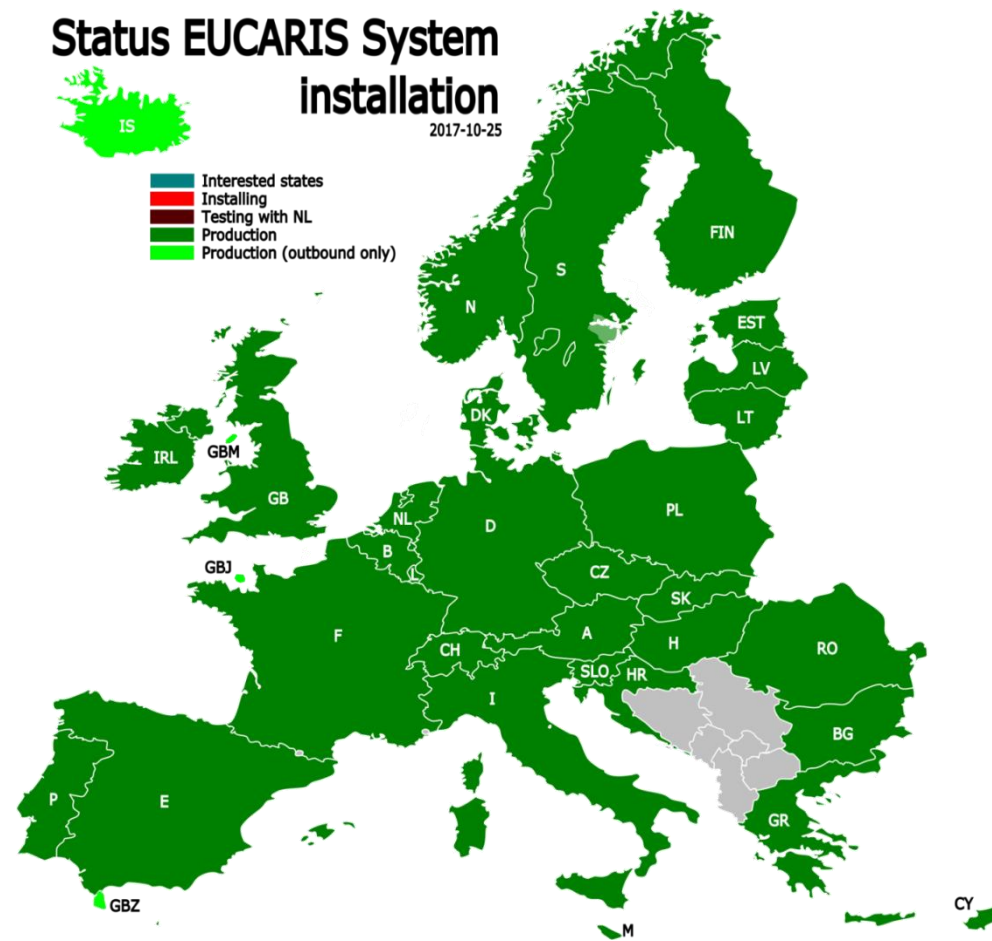 Status EUCARIS System
installation
2017-10-25
IS
Interested states
Installing
Testing with NL
Production
Production (outbound only)
FIN
S
N
EST
LV
DK
LT
GBM
IRL
GB
NL
PL
D
B
GBJ
L
CZ
SK
F
A
H
CH
RO
SLO
HR
I
BG
P
E
GR
GBZ
CY
M